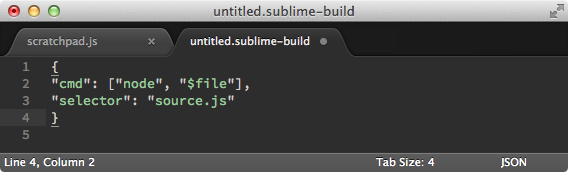 untitled.sublime-build
scratchpad.js × untitled.sublime-build
1 {
2 "cmd": ["node", "$file"],
3 "selector": "source.js"
4 }
5
Line 4, Column 2 Tab Size: 4 JSON